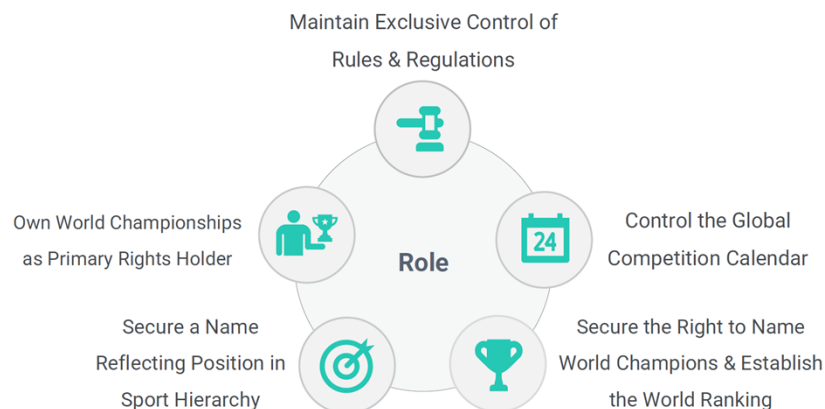 Maintain Exclusive Control of
Rules & Regulations
Own World Championships
as Primary Rights Holder
Role
24
Control the Global
Competition Calendar
Secure a Name
Reflecting Position in
Sport Hierarchy
Secure the Right to Name
World Champions & Establish
the World Ranking